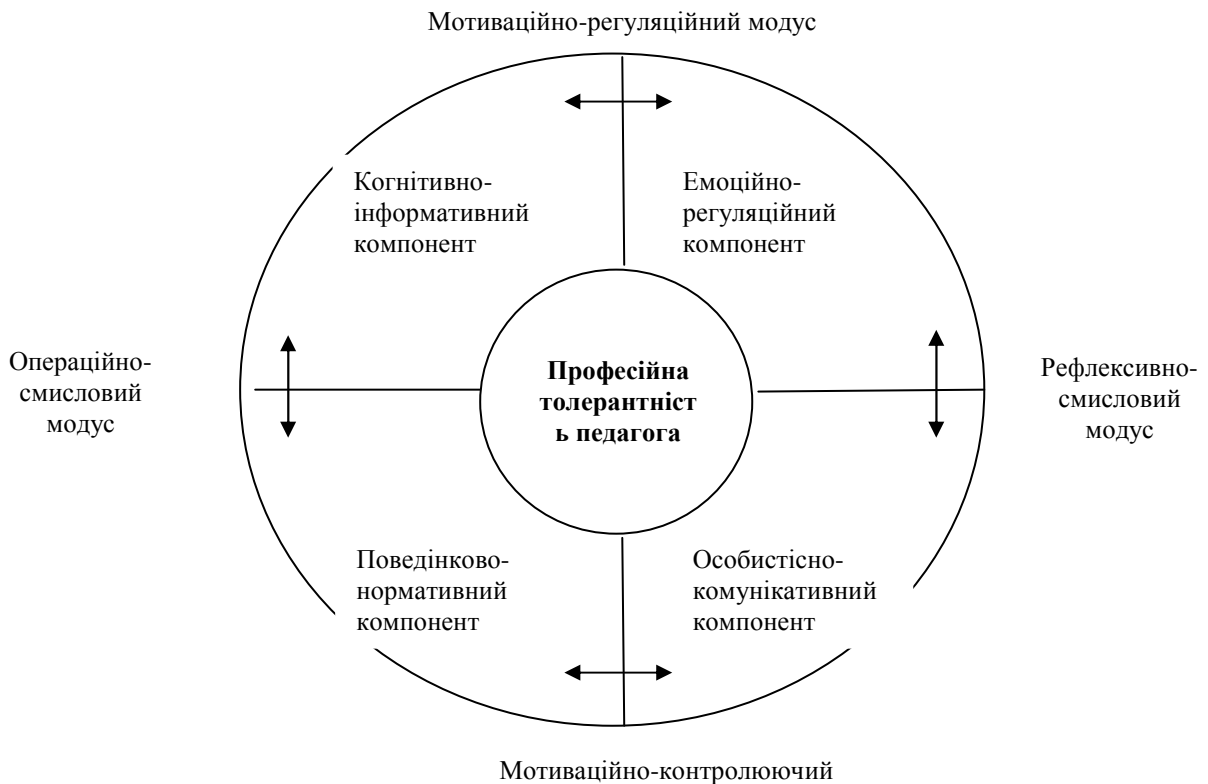 Мотиваційно-регуляційний модус
Когнітивно-
інформативний
компонент
Емоційно-
регуляційний
компонент
Операційно-
смисловий
модус
Професійна
толерантніст
ь педагога
Рефлексивно-
смисловий
модус
Поведінково-
нормативний
компонент
Особистісно-
комунікативний
компонент
Мотиваційно-контролюючий